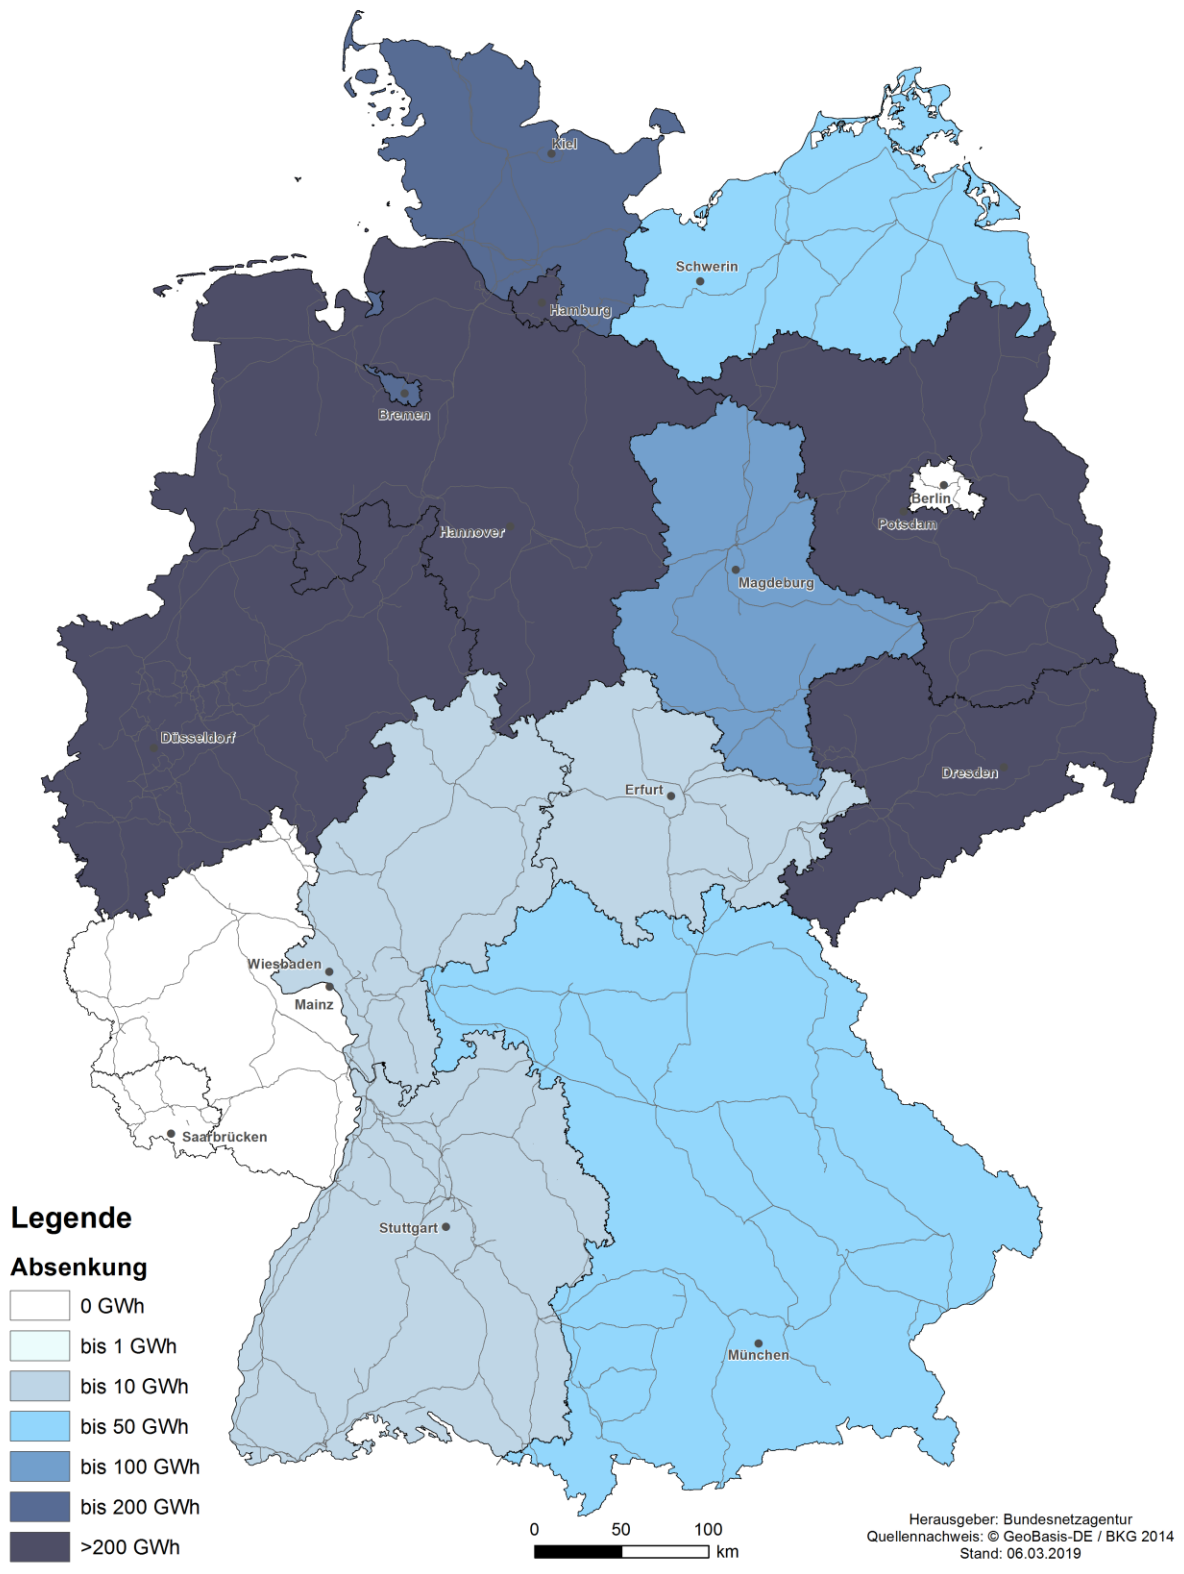 Kiel
Schwerin
Hamburg
Bremen
Berlin
Potsdam
Hannover
Magdeburg
Düsseldorf
Dresden
Erfurt
Wiesbaden
Mainz
Saarbrücken
Stuttgart
München
Legende
Absenkung
0 GWh
bis 1 GWh
bis 10 GWh
bis 50 GWh
bis 100 GWh
bis 200 GWh
>200 GWh
0 50 100
km
Herausgeber: Bundesnetzagentur
Quellennachweis: © GeoBasis-DE / BKG 2014
Stand: 06.03.2019